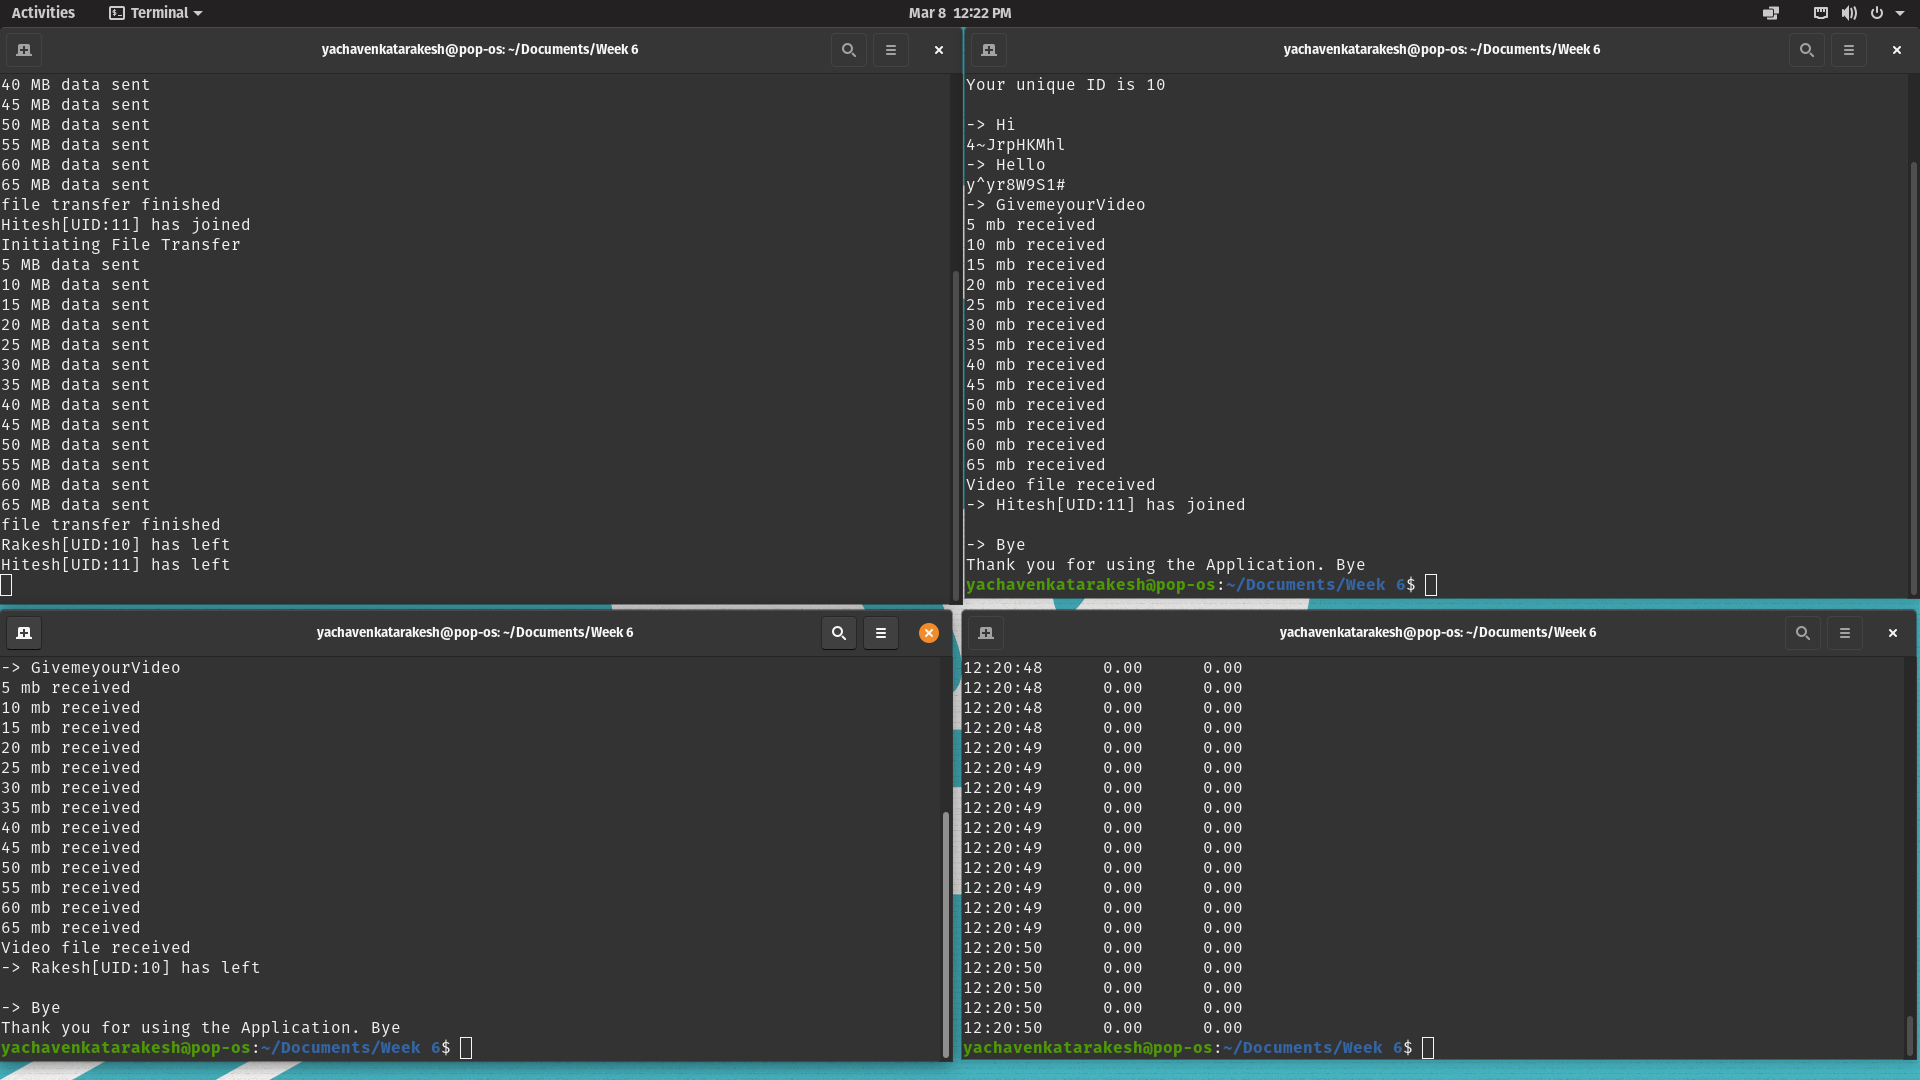 Activities Terminal Mar 8 12:22 PM
yachavenkatarakesh@pop-os: ~/Documents/Week 6
40 MB data sent
45 MB data sent
50 MB data sent
55 MB data sent
60 MB data sent
65 MB data sent
file transfer finished
Hitesh[UID:11] has joined
Initiating File Transfer
5 MB data sent
10 MB data sent
15 MB data sent
20 MB data sent
25 MB data sent
30 MB data sent
35 MB data sent
40 MB data sent
45 MB data sent
50 MB data sent
55 MB data sent
60 MB data sent
65 MB data sent
file transfer finished
Rakesh[UID:10] has left
Hitesh[UID:11] has left
yachavenkatarakesh@pop-os: ~/Documents/Week 6
Your unique ID is 10
-> Hi
4~JrpHKMhl
-> Hello
y^yr8W9S1#
-> GivemeyourVideo
5 mb received
10 mb received
15 mb received
20 mb received
25 mb received
30 mb received
35 mb received
40 mb received
45 mb received
50 mb received
55 mb received
60 mb received
65 mb received
Video file received
-> Hitesh[UID:11] has joined
-> Bye
Thank you for using the Application. Bye
yachavenkatarakesh@pop-os:~/Documents/Week 6$
yachavenkatarakesh@pop-os: ~/Documents/Week 6
-> GivemeyourVideo
5 mb received
10 mb received
15 mb received
20 mb received
25 mb received
30 mb received
35 mb received
40 mb received
45 mb received
50 mb received
55 mb received
60 mb received
65 mb received
Video file received
-> Rakesh[UID:10] has left
-> Bye
Thank you for using the Application. Bye
yachavenkatarakesh@pop-os:~/Documents/Week 6$
yachavenkatarakesh@pop-os: ~/Documents/Week 6
12:20:48 0.00 0.00
12:20:48 0.00 0.00
12:20:48 0.00 0.00
12:20:48 0.00 0.00
12:20:49 0.00 0.00
12:20:49 0.00 0.00
12:20:49 0.00 0.00
12:20:49 0.00 0.00
12:20:49 0.00 0.00
12:20:49 0.00 0.00
12:20:49 0.00 0.00
12:20:49 0.00 0.00
12:20:49 0.00 0.00
12:20:49 0.00 0.00
12:20:50 0.00 0.00
12:20:50 0.00 0.00
12:20:50 0.00 0.00
12:20:50 0.00 0.00
12:20:50 0.00 0.00
yachavenkatarakesh@pop-os:~/Documents/Week 6$